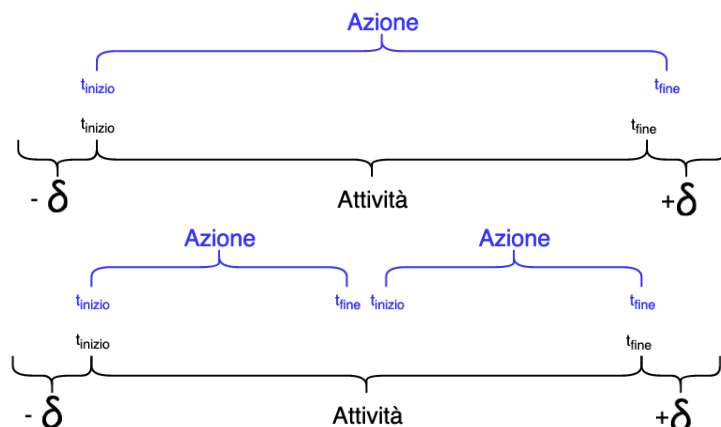 Azione
tinizio tfine
tinizio tfine
- δ Attività +δ
Azione Azione
tinizio tfine tinizio tfine
tinizio tfine
- δ Attività +δ